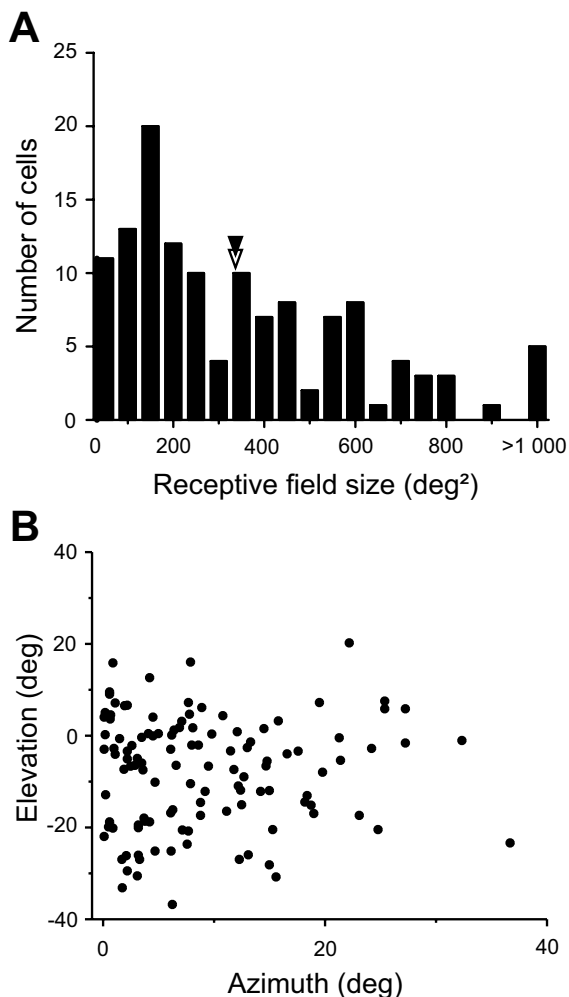 A
25
20
15
10
5
0
Number of cells
0 200 400 600 800 >1 000
Receptive field size (deg²)
B
40
20
0
-20
-40
Elevation (deg)
0 20 40
Azimuth (deg)